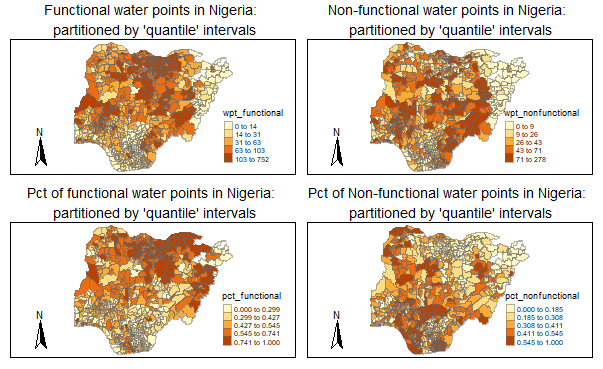 Functional water points in Nigeria:
partitioned by 'quantile' intervals
N
wpt_functional
0 to 14
14 to 31
31 to 63
63 to 103
103 to 752
Non-functional water points in Nigeria:
partitioned by 'quantile' intervals
N
wpt_nonfunctional
0 to 9
9 to 26
26 to 43
43 to 71
71 to 278
Pct of functional water points in Nigeria:
partitioned by 'quantile' intervals
N
pct_functional
0.000 to 0.299
0.299 to 0.427
0.427 to 0.545
0.545 to 0.741
0.741 to 1.000
Pct of Non-functional water points in Nigeria:
partitioned by 'quantile' intervals
N
pct_nonfunctional
0.000 to 0.185
0.185 to 0.308
0.308 to 0.411
0.411 to 0.545
0.545 to 1.000